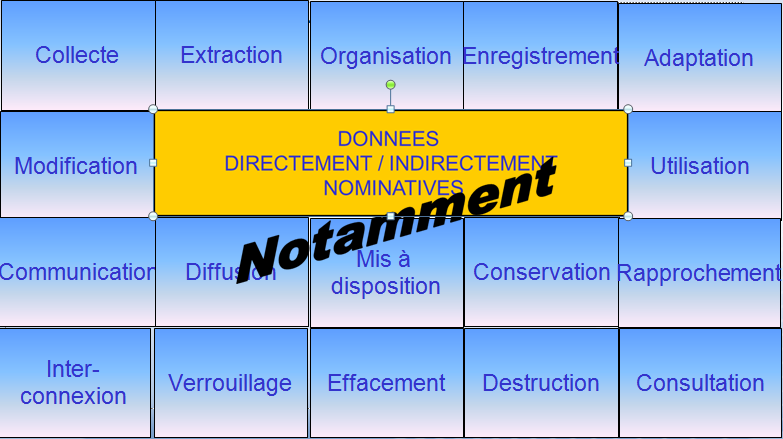 Collecte
Extraction
Organisation
Enregistrement
Adaptation
Modification
DONNEES
DIRECTEMENT / INDIRECTEMENT
NOMINATIVES
Utilisation
Notamment
Communication
Diffusion
Mis à
disposition
Conservation
Rapprochement
Inter-
connexion
Verrouillage
Effacement
Destruction
Consultation